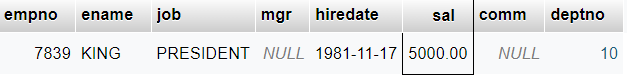 empno ename job mgr hiredate sal comm deptno
7839 KING PRESIDENT NULL 1981-11-17 5000.00 NULL 10